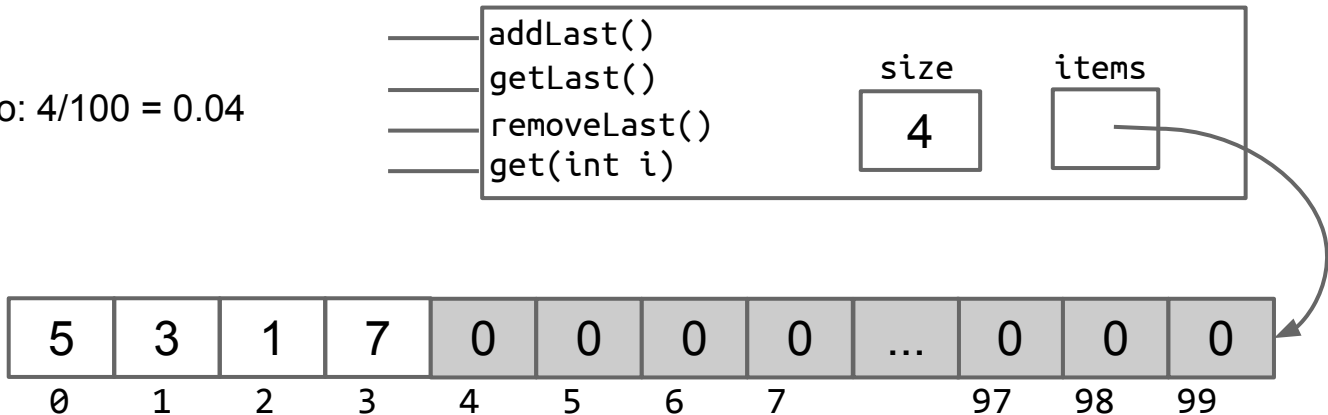 addLast()
getLast()
removeLast()
get(int i)
size
items
4
o: 4/100 = 0.04
5 3 1 7 0 0 0 0 ... 0 0 0
0 1 2 3 4 5 6 7 97 98 99